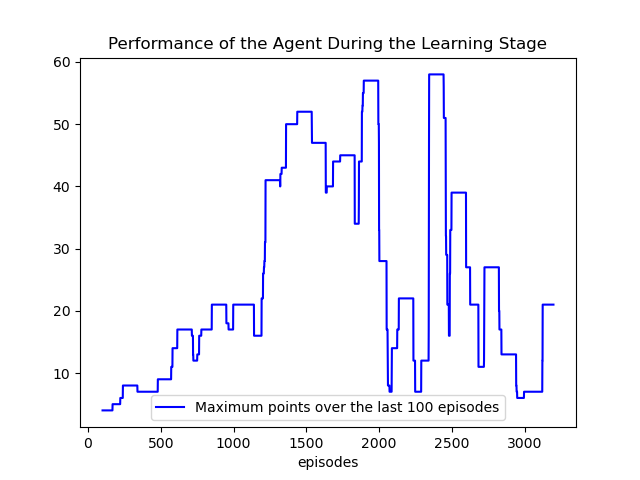 Performance of the Agent During the Learning Stage
60
50
40
30
20
10
Maximum points over the last 100 episodes
0 500 1000 1500 2000 2500 3000
episodes